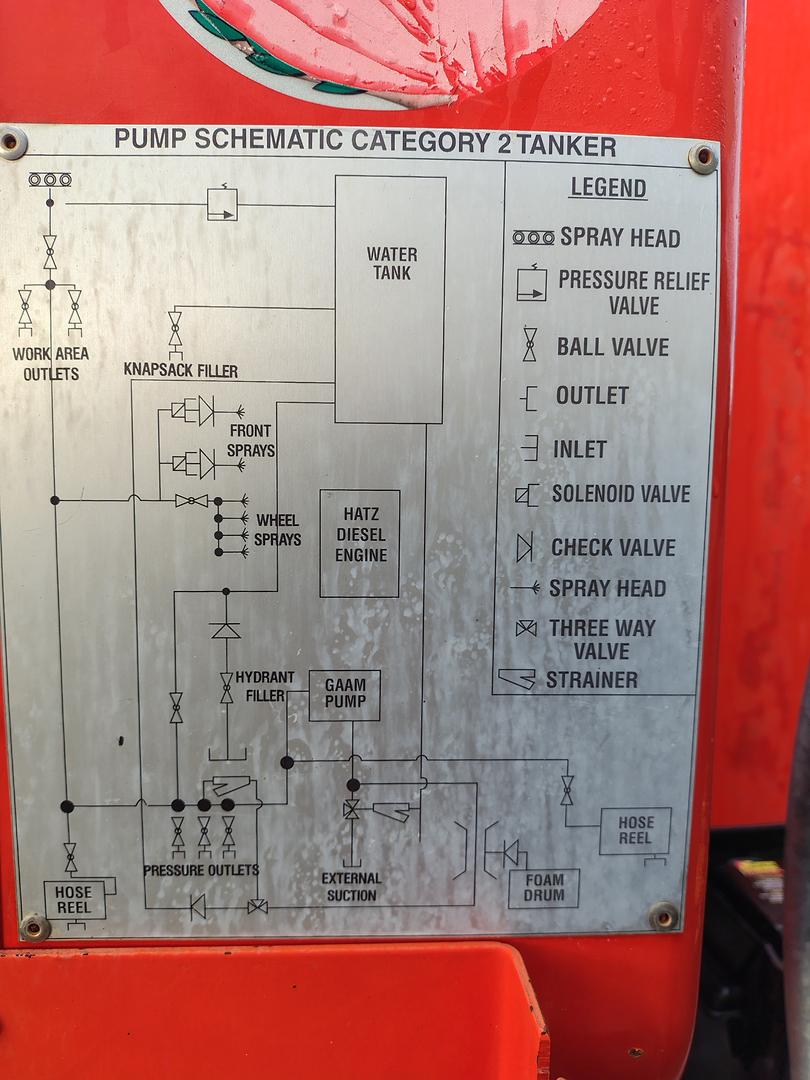 PUMP SCHEMATIC CATEGORY 2 TANKER
WATER
TANK
WORK AREA
OUTLETS
KNAPSACK FILLER
FRONT
SPRAYS
WHEEL
SPRAYS
HATZ
DIESEL
ENGINE
HYDRANT
FILLER
GAAM
PUMP
PRESSURE OUTLETS
EXTERNAL
SUCTION
HOSE
REEL
FOAM
DRUM
HOSE
REEL
LEGEND
SPRAY HEAD
PRESSURE RELIEF
VALVE
BALL VALVE
OUTLET
INLET
SOLENOID VALVE
CHECK VALVE
SPRAY HEAD
THREE WAY
VALVE
STRAINER